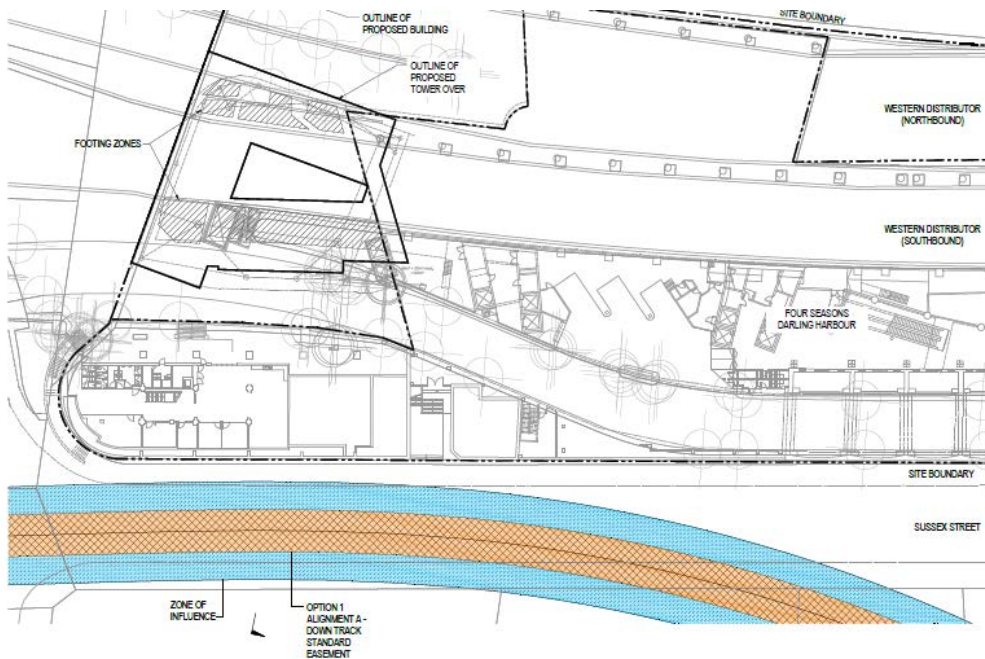 OUTLINE OF
PROPOSED BUILDING
SITE BOUNDARY
OUTLINE OF
PROPOSED
TOWER OVER
WESTERN DISTRIBUTOR
(NORTHBOUND)
FOOTING ZONES
WESTERN DISTRIBUTOR
(SOUTHBOUND)
FOUR SEASONS
DARLING HARBOUR
SITE BOUNDARY
SUSSEX STREET
ZONE OF
INFLUENCE
OPTION 1
ALIGNMENT A -
DOWN TRACK
STANDARD
EASEMENT